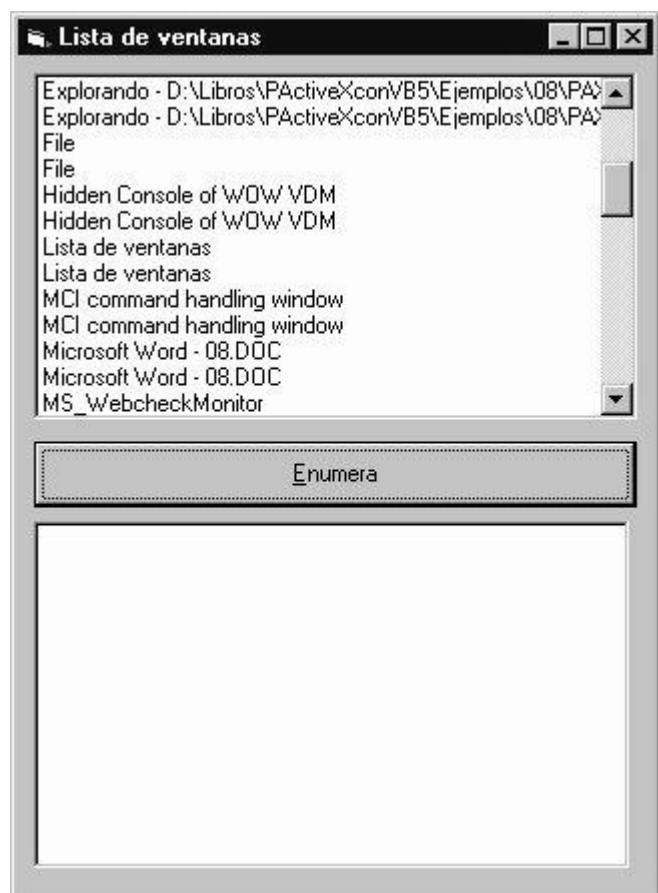 Lista de ventanas
Explorando - D:\Libros\PActiveXconVB5\Ejemplos\08\PAX
Explorando - D:\Libros\PActiveXconVB5\Ejemplos\08\PAX
File
File
Hidden Console of WOW VDM
Hidden Console of WOW VDM
Lista de ventanas
Lista de ventanas
MCI command handling window
MCI command handling window
Microsoft Word - 08.DOC
Microsoft Word - 08.DOC
MS_WebcheckMonitor
Enumera